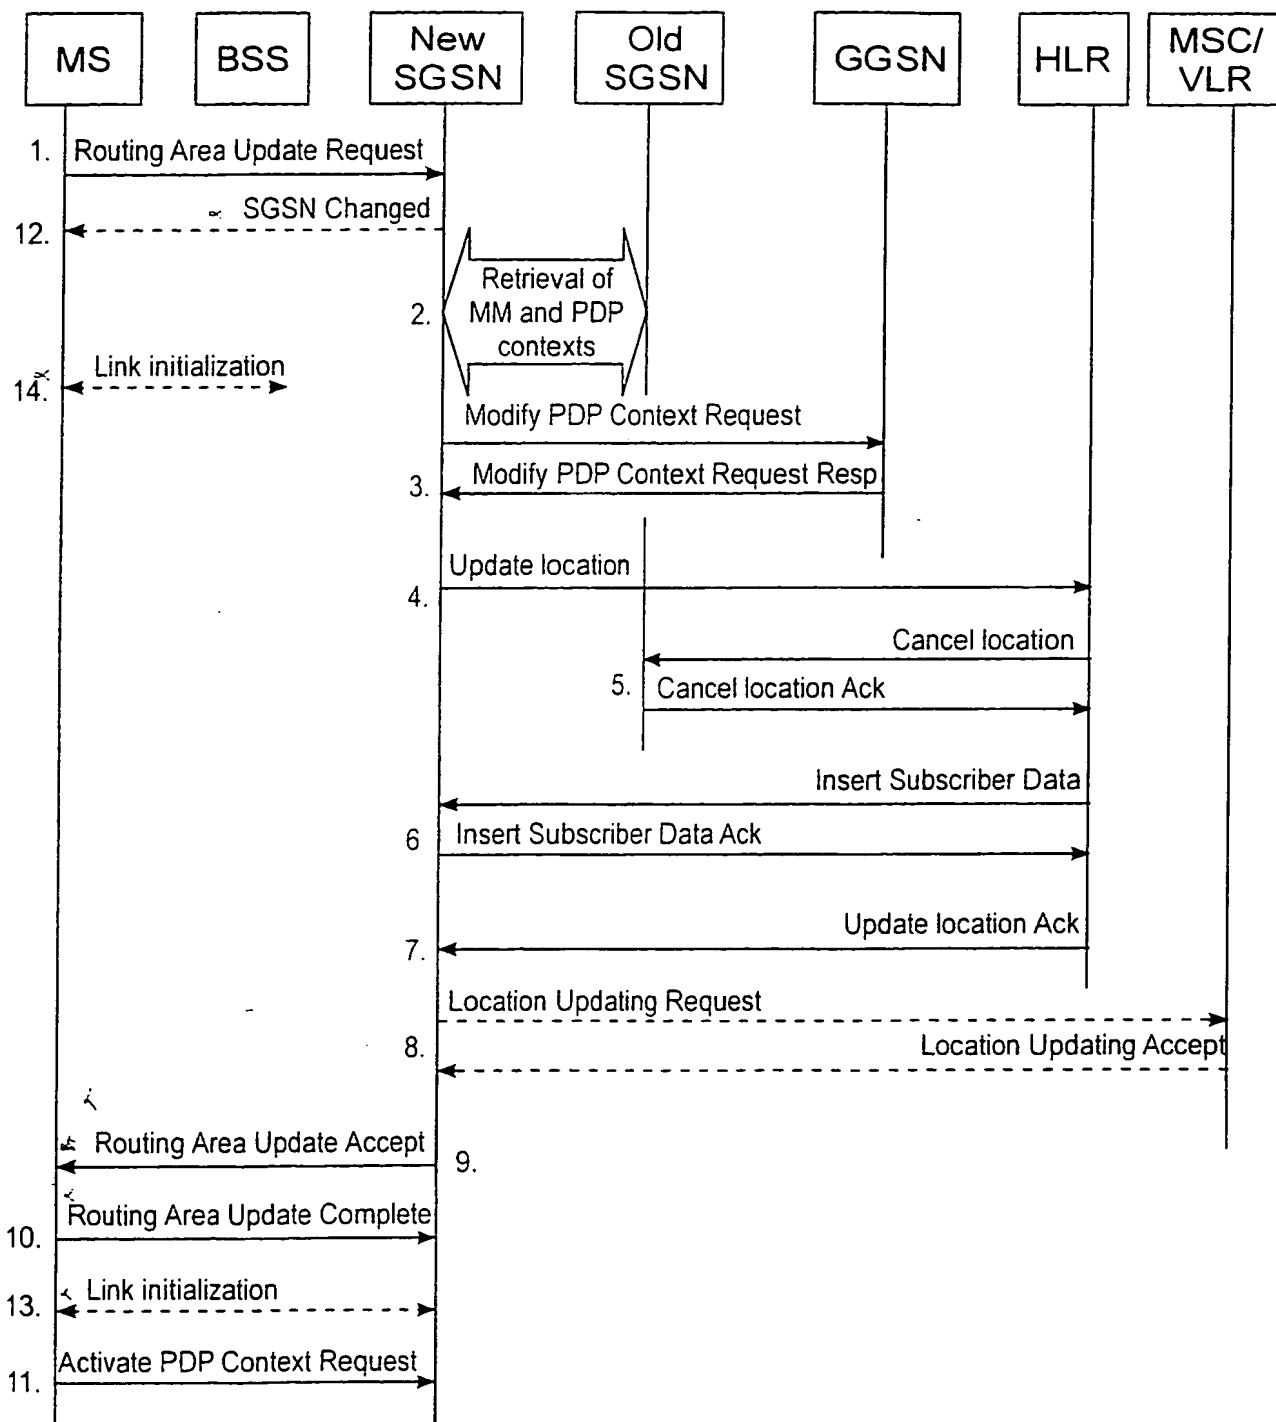 MS
BSS
New
SGSN
Old
SGSN
GGSN
HLR
MSC/
VLR
1. Routing Area Update Request
SGSN Changed
12.
Retrieval of
2. MM and PDP
contexts
Link initialization
14.
Modify PDP Context Request
Modify PDP Context Request Resp
3.
Update location
4.
Cancel location
5. Cancel location Ack
Insert Subscriber Data
6 Insert Subscriber Data Ack
Update location Ack
7.
Location Updating Request
8. Location Updating Accept
Routing Area Update Accept 9.
Routing Area Update Complete
10.
Link initialization
13.
Activate PDP Context Request
11.